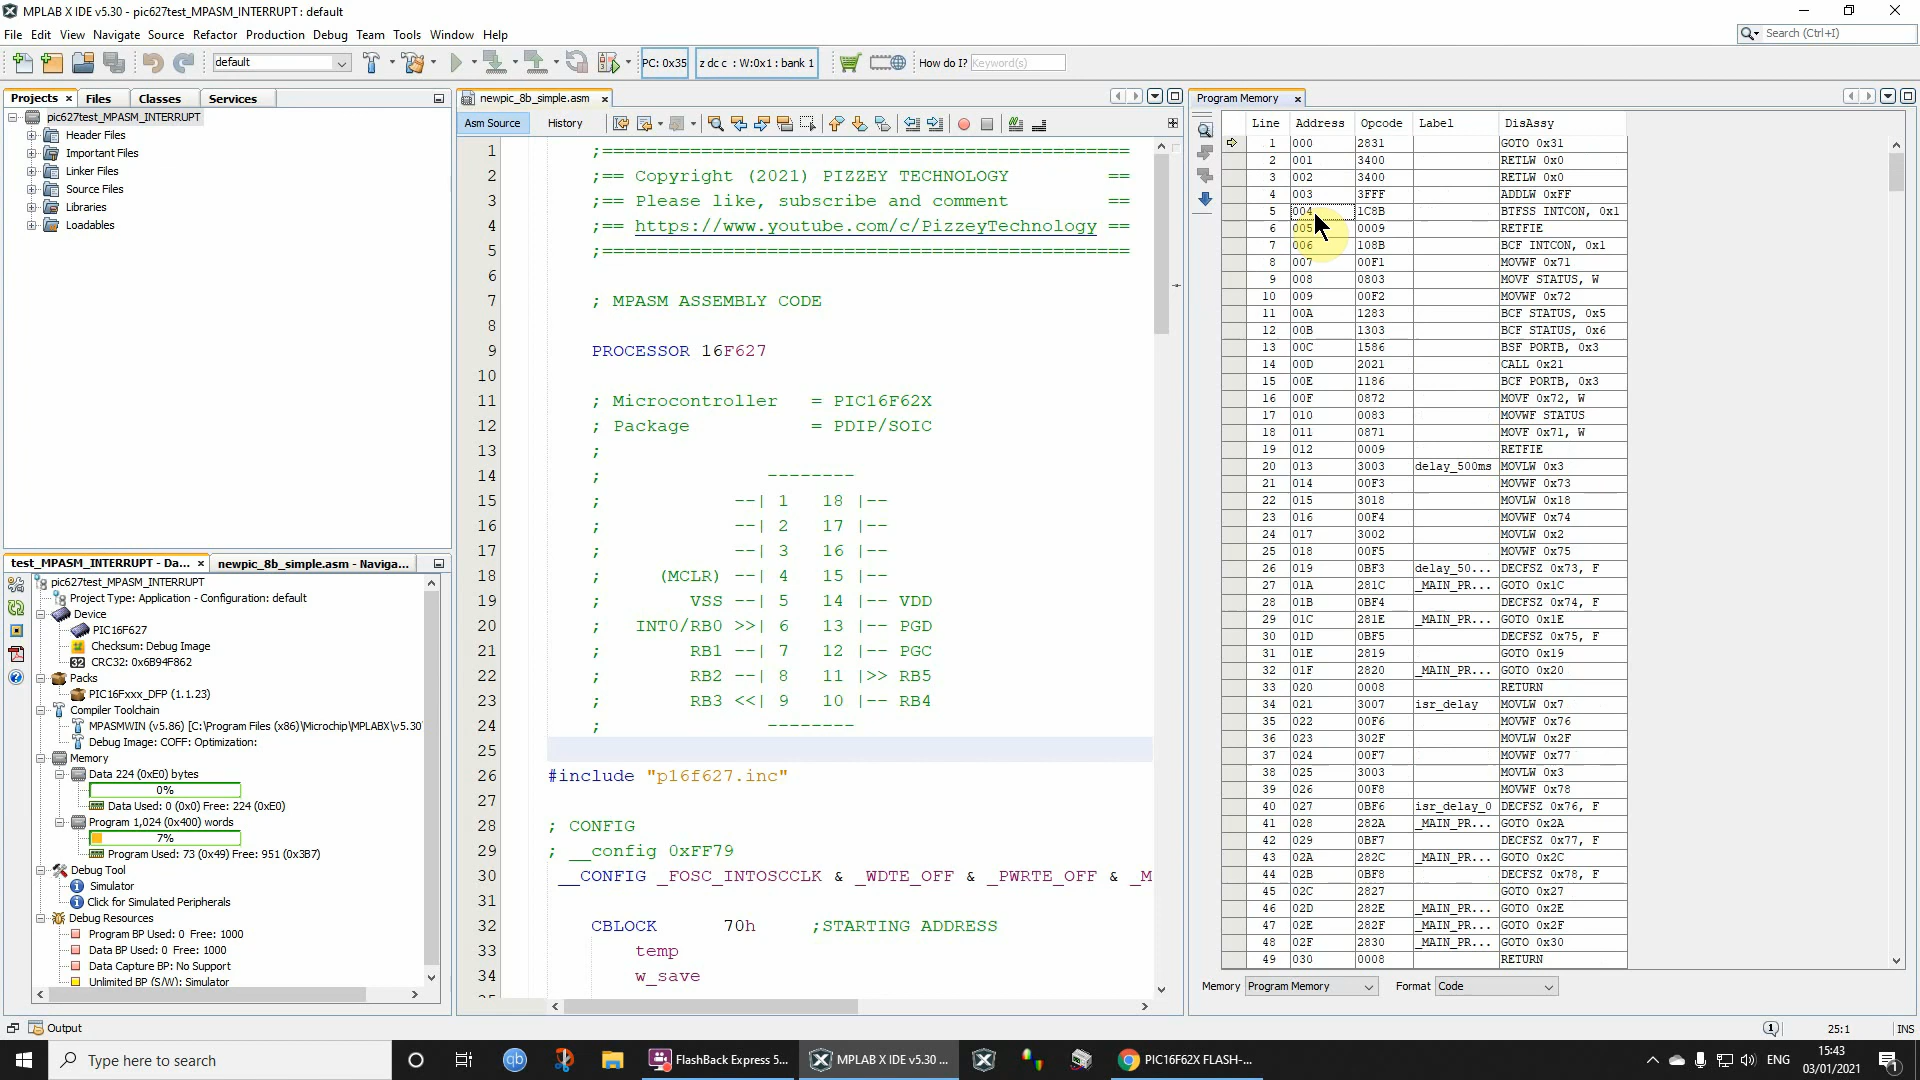 MPLAB X IDE v5.30 - pic627test_MPASM_INTERRUPT : default
File Edit View Navigate Source Refactor Production Debug Team Tools Window Help
Search (Ctrl+I)
default
PC: 0x35
z dc c : W:0x1 : bank 1
How do I? Keyword(s)
Projects Files Classes Services
pic627test_MPASM_INTERRUPT
Header Files
Important Files
Linker Files
Source Files
Libraries
Loadables
test_MPASM_INTERRUPT - Da...
newpic_8b_simple.asm - Naviga...
pic627test_MPASM_INTERRUPT
Project Type: Application - Configuration: default
Device
PIC16F627
Checksum: Debug Image
CRC32: 0x6B94F862
Packs
PIC16Fxxx_DFP (1.1.23)
Compiler Toolchain
MPASMWIN (v5.86) [C:\Program Files (x86)\Microchip\MPLABX\v5.30
Debug Image: COFF: Optimization:
Memory
Data 224 (0xE0) bytes
0%
Data Used: 0 (0x0) Free: 224 (0xE0)
Program 1,024 (0x400) words
7%
Program Used: 73 (0x49) Free: 951 (0x3B7)
Debug Tool
Simulator
Click for Simulated Peripherals
Debug Resources
Program BP Used: 0 Free: 1000
Data BP Used: 0 Free: 1000
Data Capture BP: No Support
Unlimited BP (S/W): Simulator
newpic_8b_simple.asm
Asm Source History
1 ;================================================
2 ;== Copyright (2021) PIZZEY TECHNOLOGY ==
3 ;== Please like, subscribe and comment ==
4 ;== https://www.youtube.com/c/PizzeyTechnology ==
5 ;================================================
6
7 ; MPASM ASSEMBLY CODE
8
9 PROCESSOR 16F627
10
11 ; Microcontroller = PIC16F62X
12 ; Package = PDIP/SOIC
13 ;
14 ; --------
15 ; --| 1 18 |--
16 ; --| 2 17 |--
17 ; --| 3 16 |--
18 ; (MCLR) --| 4 15 |--
19 ; VSS --| 5 14 |-- VDD
20 ; INT0/RB0 >>| 6 13 |-- PGD
21 ; RB1 --| 7 12 |-- PGC
22 ; RB2 --| 8 11 |>> RB5
23 ; RB3 <<| 9 10 |-- RB4
24 ; --------
25
26 #include "p16f627.inc"
27
28 ; CONFIG
29 ; __config 0xFF79
30 __CONFIG _FOSC_INTOSCCLK & _WDTE_OFF & _PWRTE_OFF & _M
31
32 CBLOCK 70h ;STARTING ADDRESS
33 temp
34 w_save
Program Memory
Line Address Opcode Label DisAssy
1 000 2831 GOTO 0x31
2 001 3400 RETLW 0x0
3 002 3400 RETLW 0x0
4 003 3FFF ADDLW 0xFF
5 004 1C8B BTFSS INTCON, 0x1
6 005 0009 RETFIE
7 006 108B BCF INTCON, 0x1
8 007 00F1 MOVWF 0x71
9 008 0803 MOVF STATUS, W
10 009 00F2 MOVWF 0x72
11 00A 1283 BCF STATUS, 0x5
12 00B 1303 BCF STATUS, 0x6
13 00C 1586 BSF PORTB, 0x3
14 00D 2021 CALL 0x21
15 00E 1186 BCF PORTB, 0x3
16 00F 0872 MOVF 0x72, W
17 010 0083 MOVWF STATUS
18 011 0871 MOVF 0x71, W
19 012 0009 RETFIE
20 013 3003 delay_500ms MOVLW 0x3
21 014 00F3 MOVWF 0x73
22 015 3018 MOVLW 0x18
23 016 00F4 MOVWF 0x74
24 017 3002 MOVLW 0x2
25 018 00F5 MOVWF 0x75
26 019 0BF3 delay_50... DECFSZ 0x73, F
27 01A 281C _MAIN_PR... GOTO 0x1C
28 01B 0BF4 DECFSZ 0x74, F
29 01C 281E _MAIN_PR... GOTO 0x1E
30 01D 0BF5 DECFSZ 0x75, F
31 01E 2819 GOTO 0x19
32 01F 2820 _MAIN_PR... GOTO 0x20
33 020 0008 RETURN
34 021 3007 isr_delay MOVLW 0x7
35 022 00F6 MOVWF 0x76
36 023 302F MOVLW 0x2F
37 024 00F7 MOVWF 0x77
38 025 3003 MOVLW 0x3
39 026 00F8 MOVWF 0x78
40 027 0BF6 isr_delay_0 DECFSZ 0x76, F
41 028 282A _MAIN_PR... GOTO 0x2A
42 029 0BF7 DECFSZ 0x77, F
43 02A 282C _MAIN_PR... GOTO 0x2C
44 02B 0BF8 DECFSZ 0x78, F
45 02C 2827 GOTO 0x27
46 02D 282E _MAIN_PR... GOTO 0x2E
47 02E 282F _MAIN_PR... GOTO 0x2F
48 02F 2830 _MAIN_PR... GOTO 0x30
49 030 0008 RETURN
Memory Program Memory Format Code
Output
25:1 INS
Type here to search
FlashBack Express 5...
MPLAB X IDE v5.30 ...
PIC16F62X FLASH-...
ENG
15:43
03/01/2021